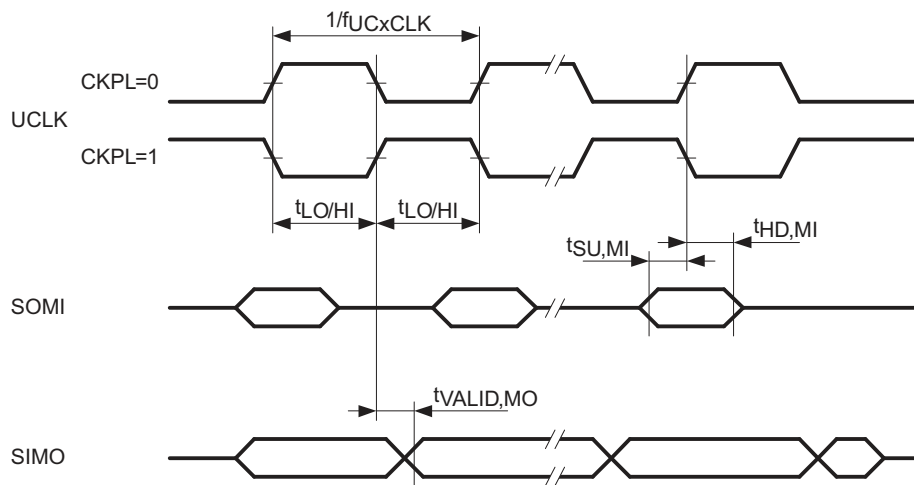 1/fUCxCLK
CKPL=0
UCLK
CKPL=1
tLO/HI tLO/HI
tHD,MI
tSU,MI
SOMI
tVALID,MO
SIMO